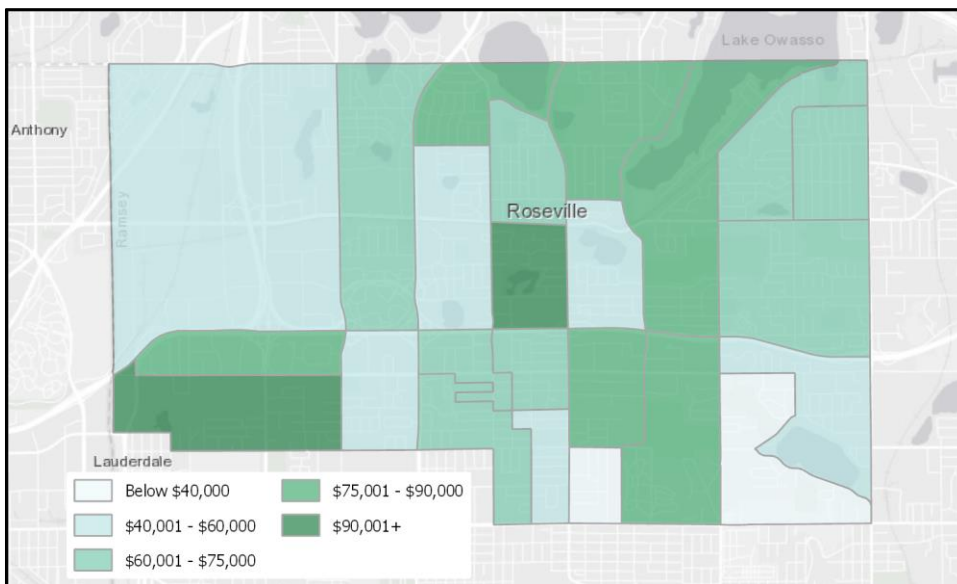 Lake Owasso
Anthony
Ramsey
Roseville
Lauderdale
Below $40,000
$40,001 - $60,000
$60,001 - $75,000
$75,001 - $90,000
$90,001+